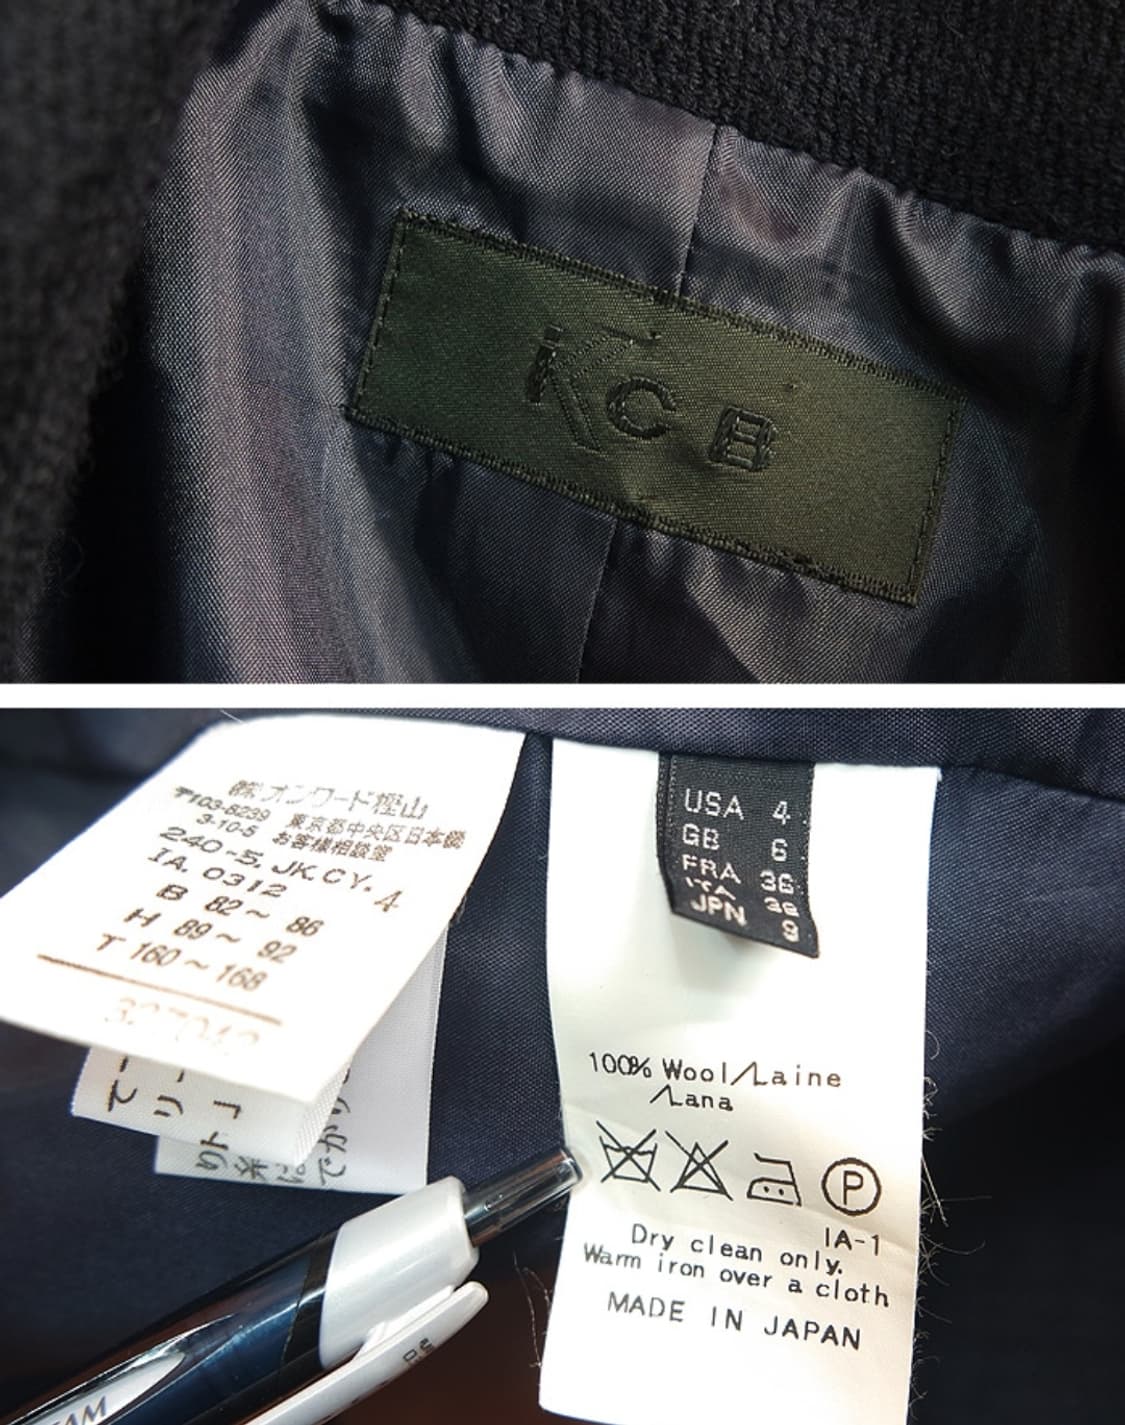 KCB
(株)オンワード樫山
〒103-8239 東京都中央区日本橋
3-10-5 お客様相談室
240-5. JK.CY. 4
IA. 0312
B 82~ 86
H 89~ 92
T 160~168
USA 4
GB 6
FRA 36
ITA 38
JPN 9
100% Wool/Laine
/Lana
P
IA-1
Dry clean only.
Warm iron over a cloth
MADE IN JAPAN